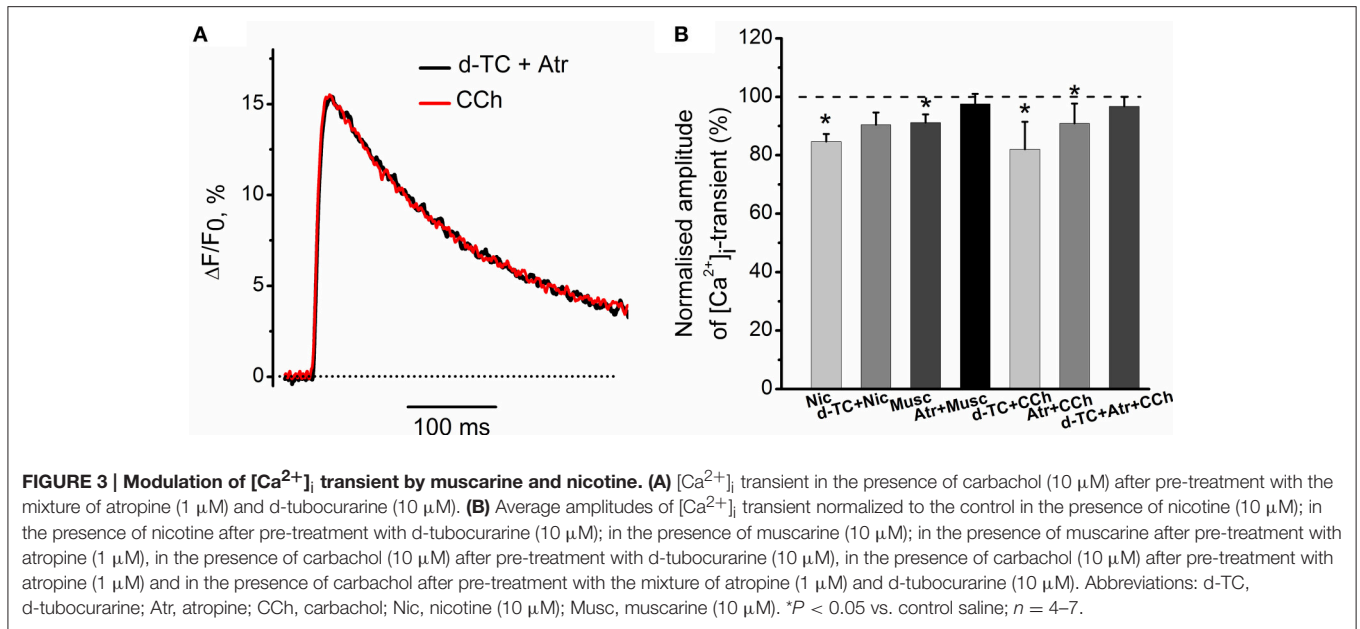 A
d-TC + Atr
CCh
15
10
5
0
ΔF/F₀, %
100 ms
B
Normalised amplitude
of [Ca²⁺]ᵢ-transient (%)
120
100
80
60
40
20
0
*
*
*
*
Nic
d-TC+Nic
Musc
Atr+Musc
d-TC+CCh
Atr+CCh
d-TC+Atr+CCh
FIGURE 3 | Modulation of [Ca²⁺]ᵢ transient by muscarine and nicotine. (A) [Ca²⁺]ᵢ transient in the presence of carbachol (10 μM) after pre-treatment with the
mixture of atropine (1 μM) and d-tubocurarine (10 μM). (B) Average amplitudes of [Ca²⁺]ᵢ transient normalized to the control in the presence of nicotine (10 μM); in
the presence of nicotine after pre-treatment with d-tubocurarine (10 μM); in the presence of muscarine (10 μM); in the presence of muscarine after pre-treatment with
atropine (1 μM), in the presence of carbachol (10 μM) after pre-treatment with d-tubocurarine (10 μM), in the presence of carbachol (10 μM) after pre-treatment with
atropine (1 μM) and in the presence of carbachol after pre-treatment with the mixture of atropine (1 μM) and d-tubocurarine (10 μM). Abbreviations: d-TC,
d-tubocurarine; Atr, atropine; CCh, carbachol; Nic, nicotine (10 μM); Musc, muscarine (10 μM). *P < 0.05 vs. control saline; n = 4–7.